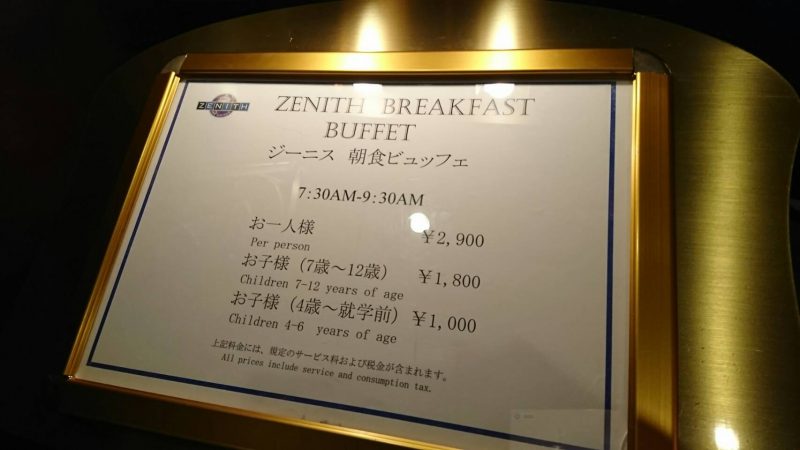 ZENITH
ZENITH BREAKFAST
BUFFET
ジーニス 朝食ビュッフェ
7:30AM-9:30AM
お一人様 ¥2,900
Per person
お子様(7歳~12歳) ¥1,800
Children 7-12 years of age
お子様(4歳~就学前) ¥1,000
Children 4-6 years of age
上記料金には、規定のサービス料および税金が含まれます。
All prices include service and consumption tax.